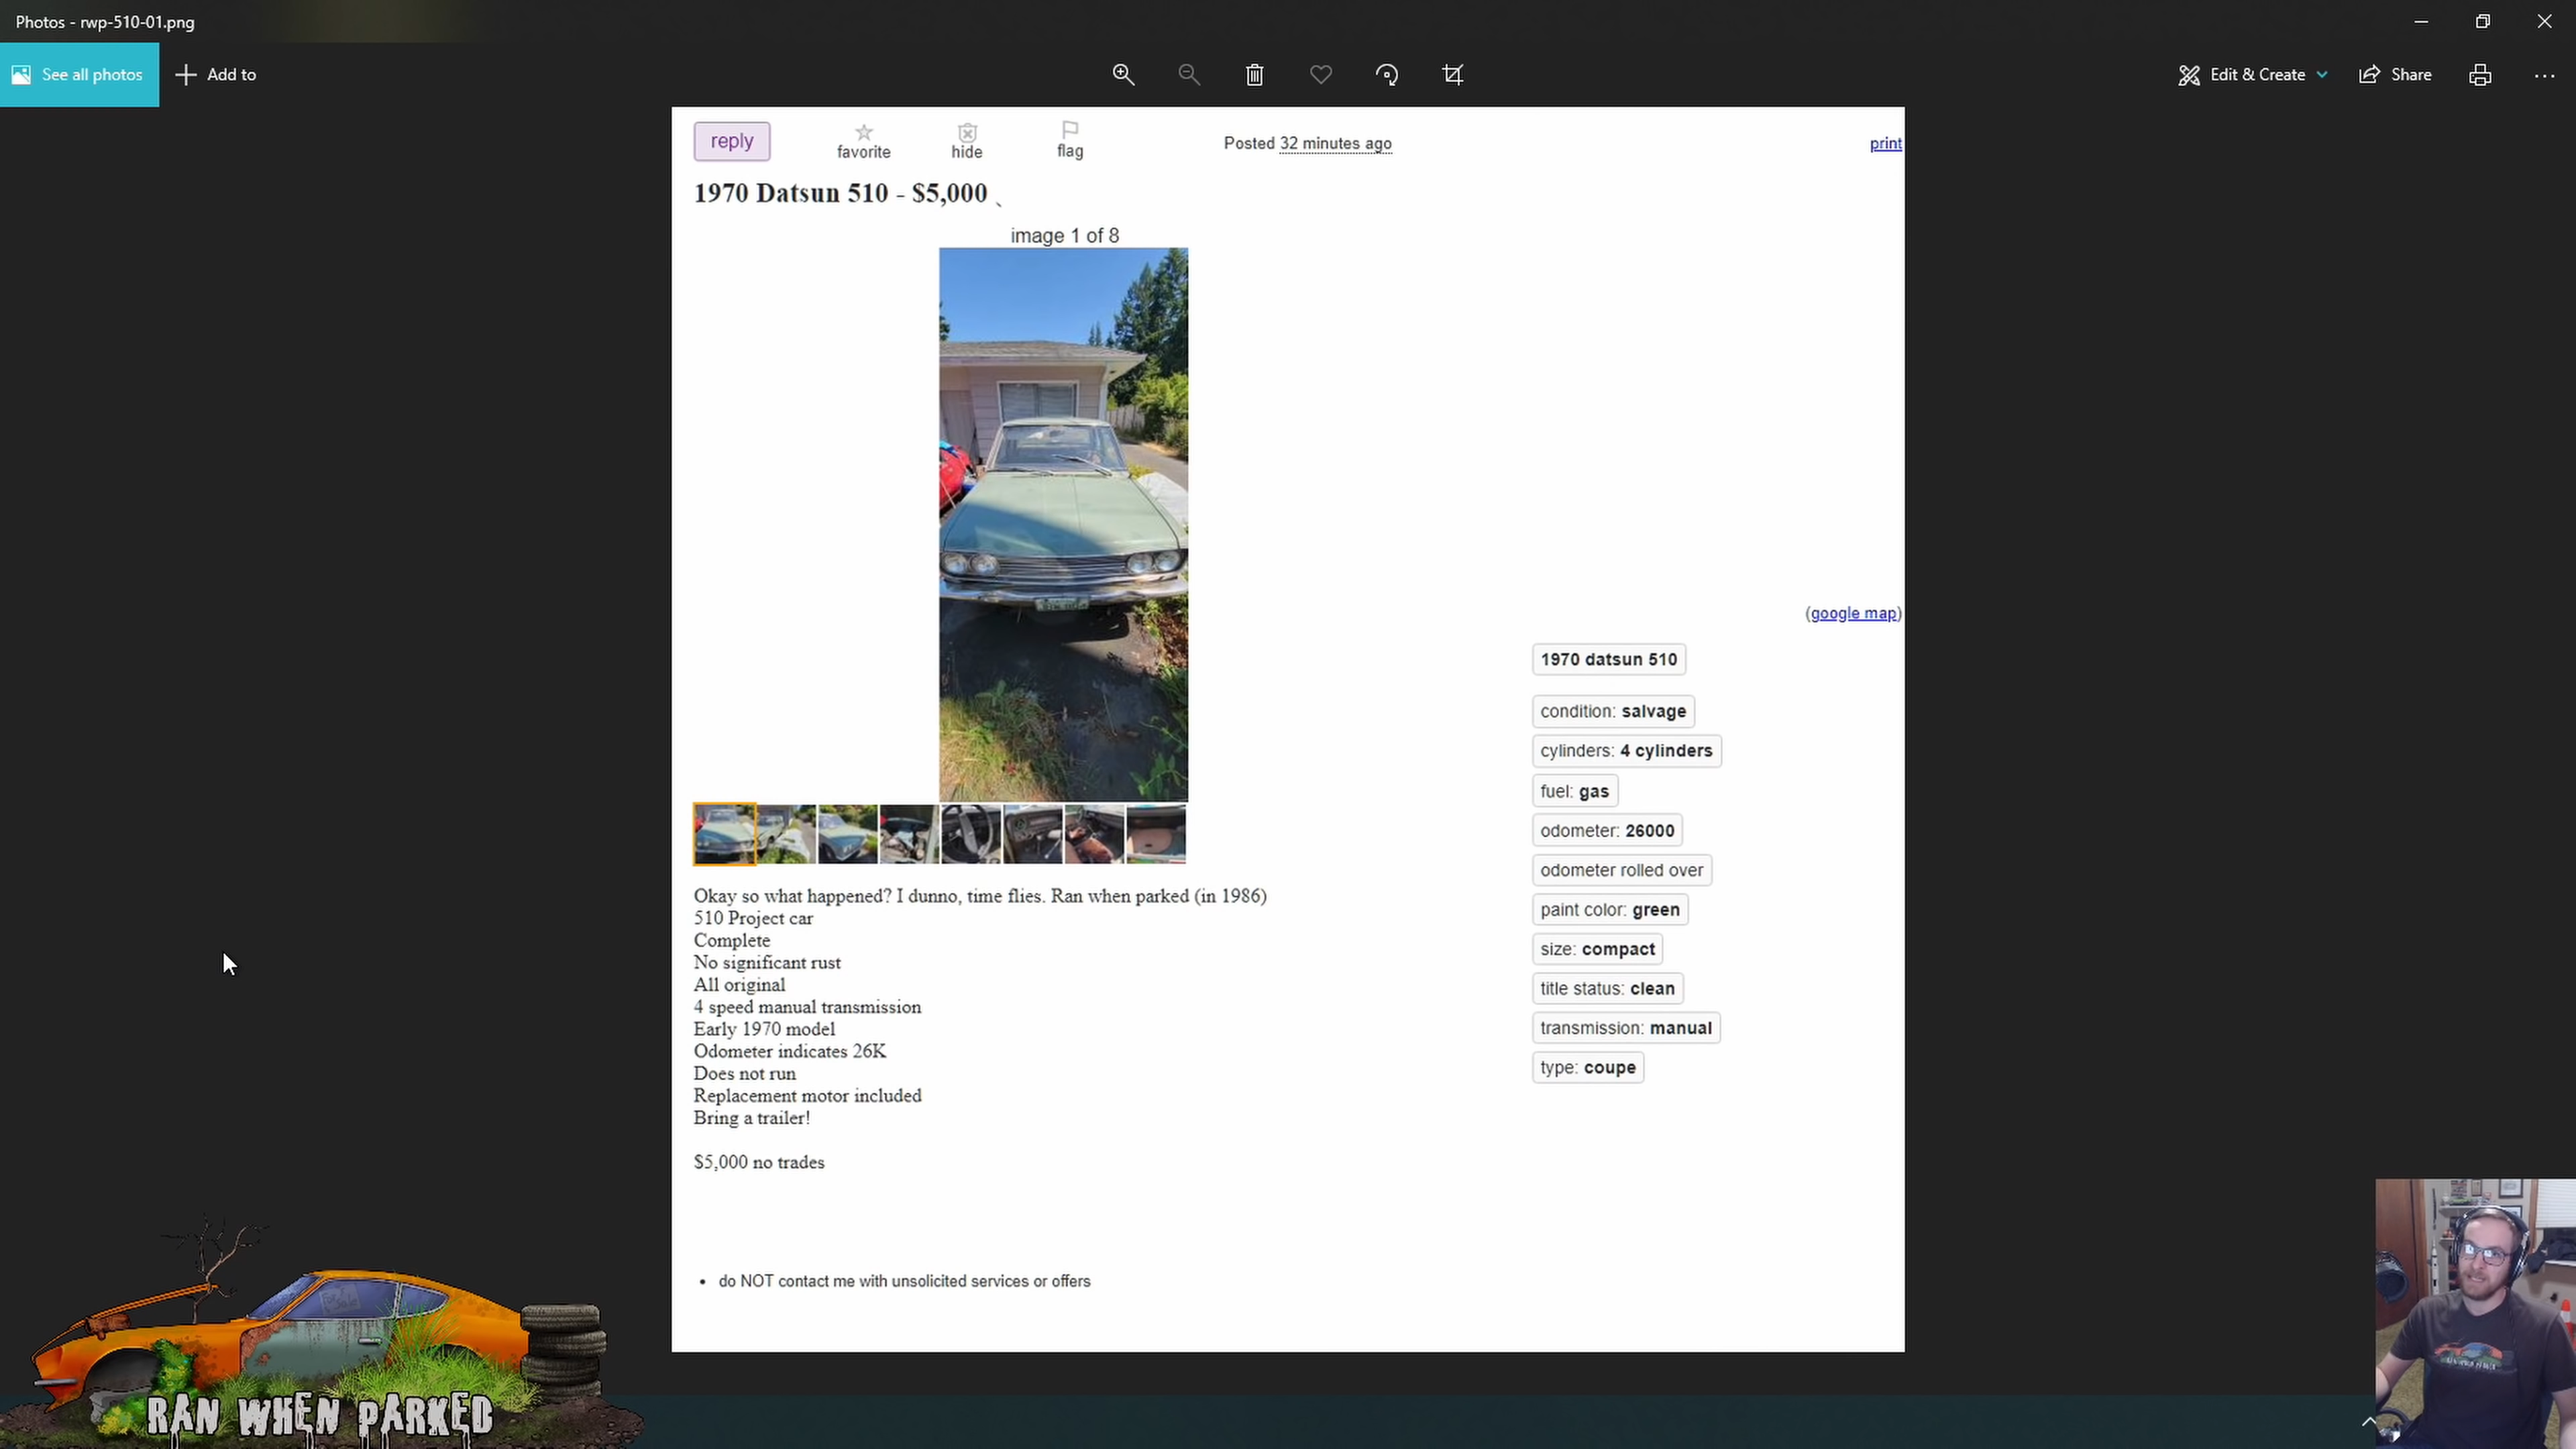 Photos - rwp-510-01.png
See all photos
Add to
Edit & Create
Share
reply
favorite
hide
flag
Posted 32 minutes ago
print
1970 Datsun 510 - $5,000
image 1 of 8
(google map)
1970 datsun 510
condition: salvage
cylinders: 4 cylinders
fuel: gas
odometer: 26000
odometer rolled over
paint color: green
size: compact
title status: clean
transmission: manual
type: coupe
Okay so what happened? I dunno, time flies. Ran when parked (in 1986)
510 Project car
Complete
No significant rust
All original
4 speed manual transmission
Early 1970 model
Odometer indicates 26K
Does not run
Replacement motor included
Bring a trailer!
$5,000 no trades
do NOT contact me with unsolicited services or offers
RAN WHEN PARKED